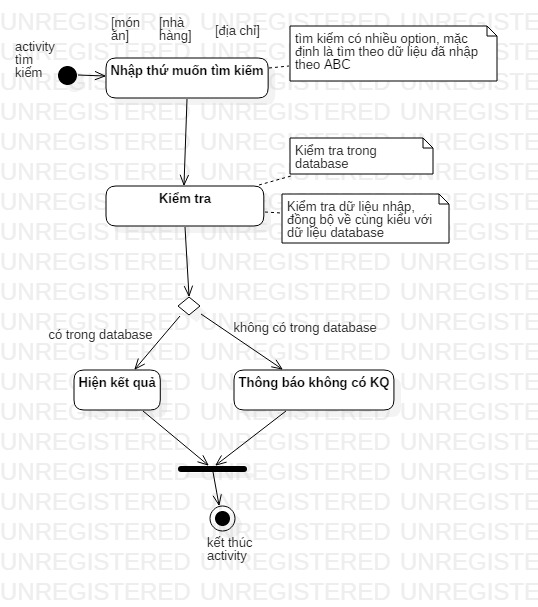 [món
ăn]
[nhà
hàng]
[địa chỉ]
activity
tìm
kiếm
Nhập thứ muốn tìm kiếm
tìm kiếm có nhiều option, mặc
định là tìm theo dữ liệu đã nhập
theo ABC
Kiểm tra trong
database
Kiểm tra
Kiểm tra dữ liệu nhập,
đồng bộ về cùng kiểu với
dữ liệu database
có trong database
không có trong database
Hiện kết quả
Thông báo không có KQ
kết thúc
activity
UNREGISTERED